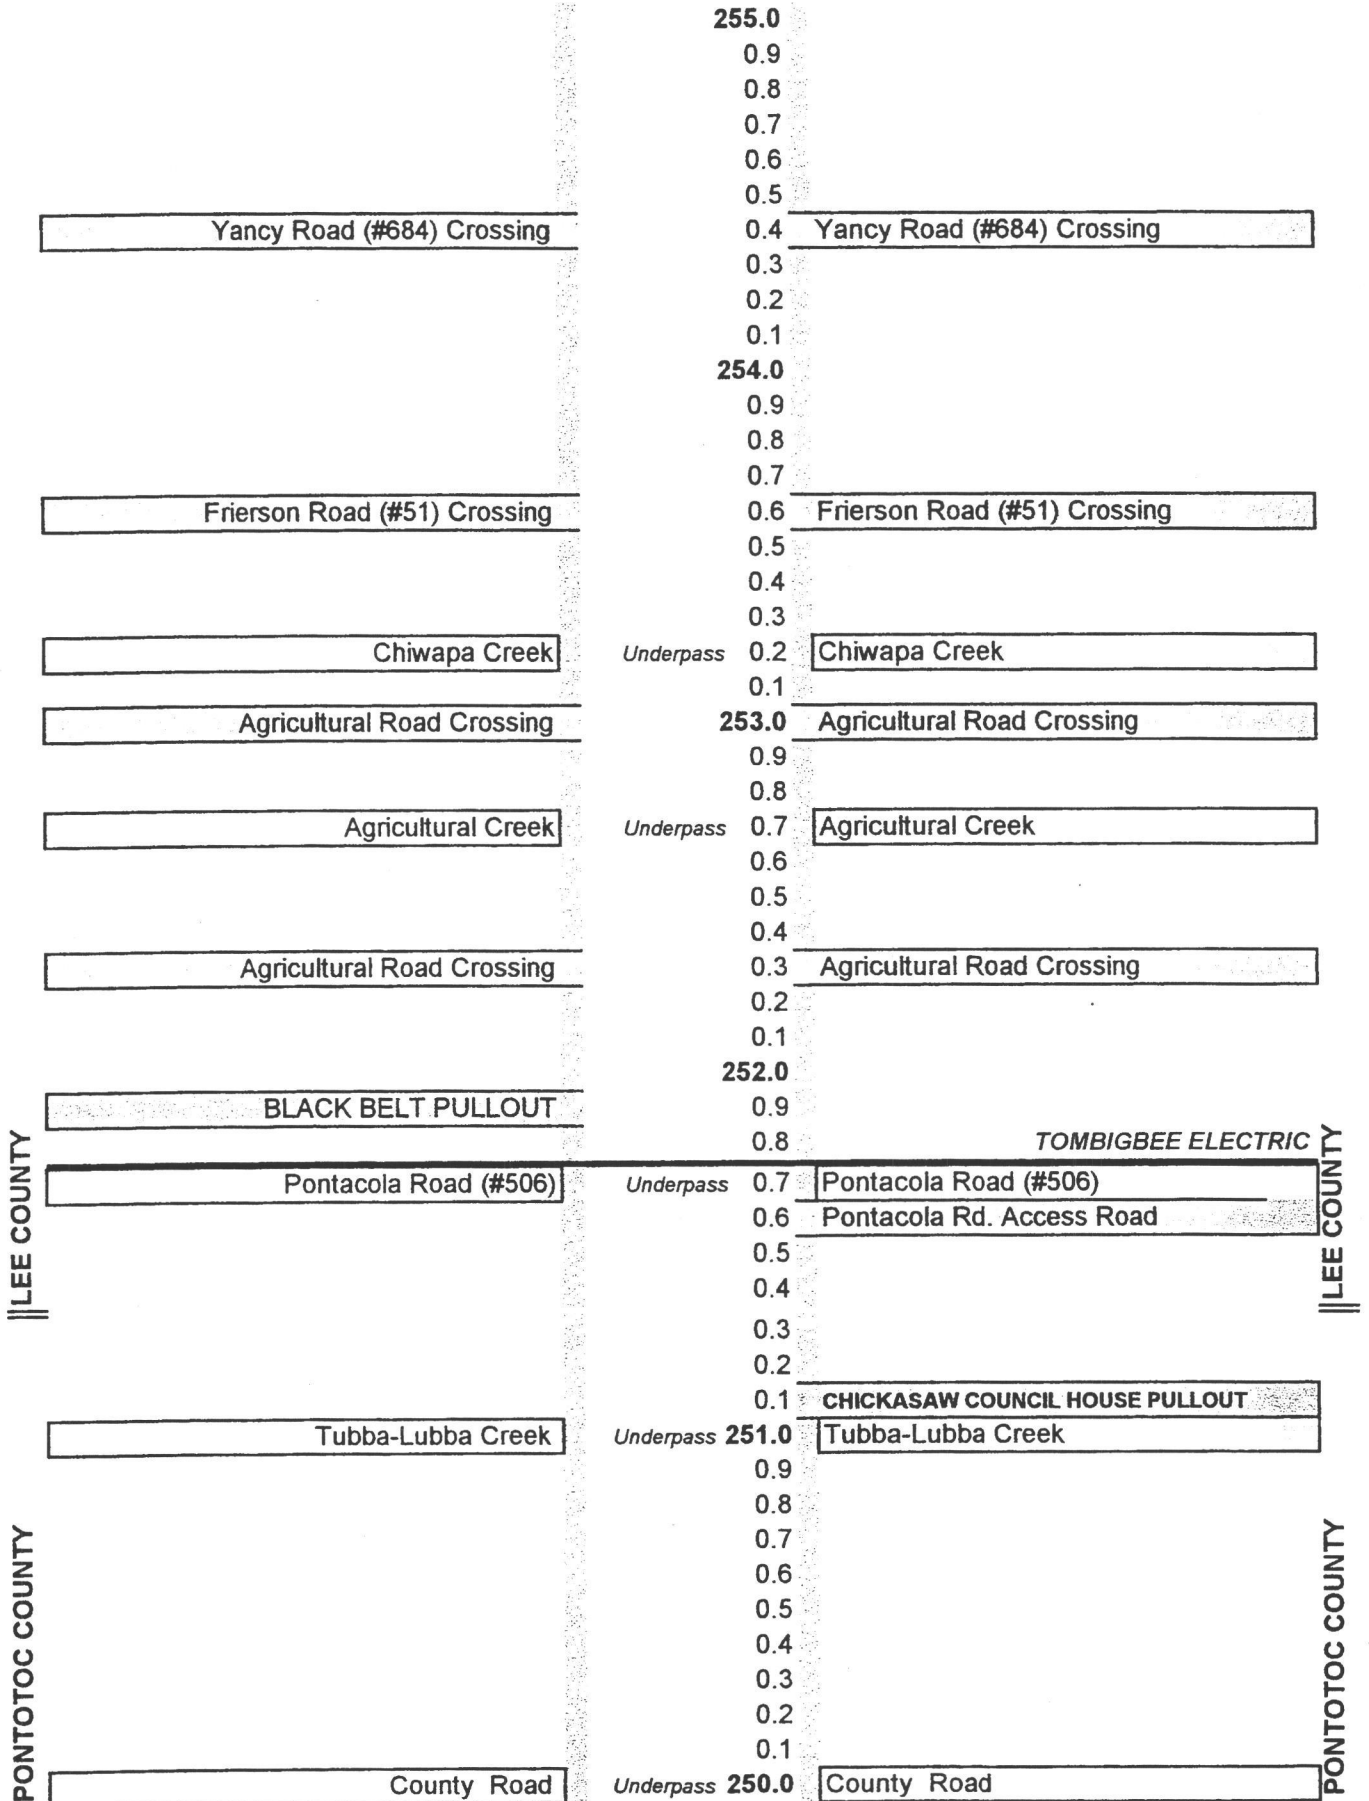 255.0
0.9
0.8
0.7
0.6
0.5
Yancy Road (#684) Crossing 0.4 Yancy Road (#684) Crossing
0.3
0.2
0.1
254.0
0.9
0.8
0.7
Frierson Road (#51) Crossing 0.6 Frierson Road (#51) Crossing
0.5
0.4
0.3
Chiwapa Creek Underpass 0.2 Chiwapa Creek
0.1
Agricultural Road Crossing 253.0 Agricultural Road Crossing
0.9
0.8
Agricultural Creek Underpass 0.7 Agricultural Creek
0.6
0.5
0.4
Agricultural Road Crossing 0.3 Agricultural Road Crossing
0.2
0.1
252.0
BLACK BELT PULLOUT 0.9
0.8 TOMBIGBEE ELECTRIC
Pontacola Road (#506) Underpass 0.7 Pontacola Road (#506)
0.6 Pontacola Rd. Access Road
0.5
0.4
LEE COUNTY
LEE COUNTY
0.3
0.2
0.1 CHICKASAW COUNCIL HOUSE PULLOUT
Tubba-Lubba Creek Underpass 251.0 Tubba-Lubba Creek
0.9
0.8
0.7
0.6
0.5
0.4
0.3
0.2
0.1
PONTOTOC COUNTY
PONTOTOC COUNTY
County Road Underpass 250.0 County Road